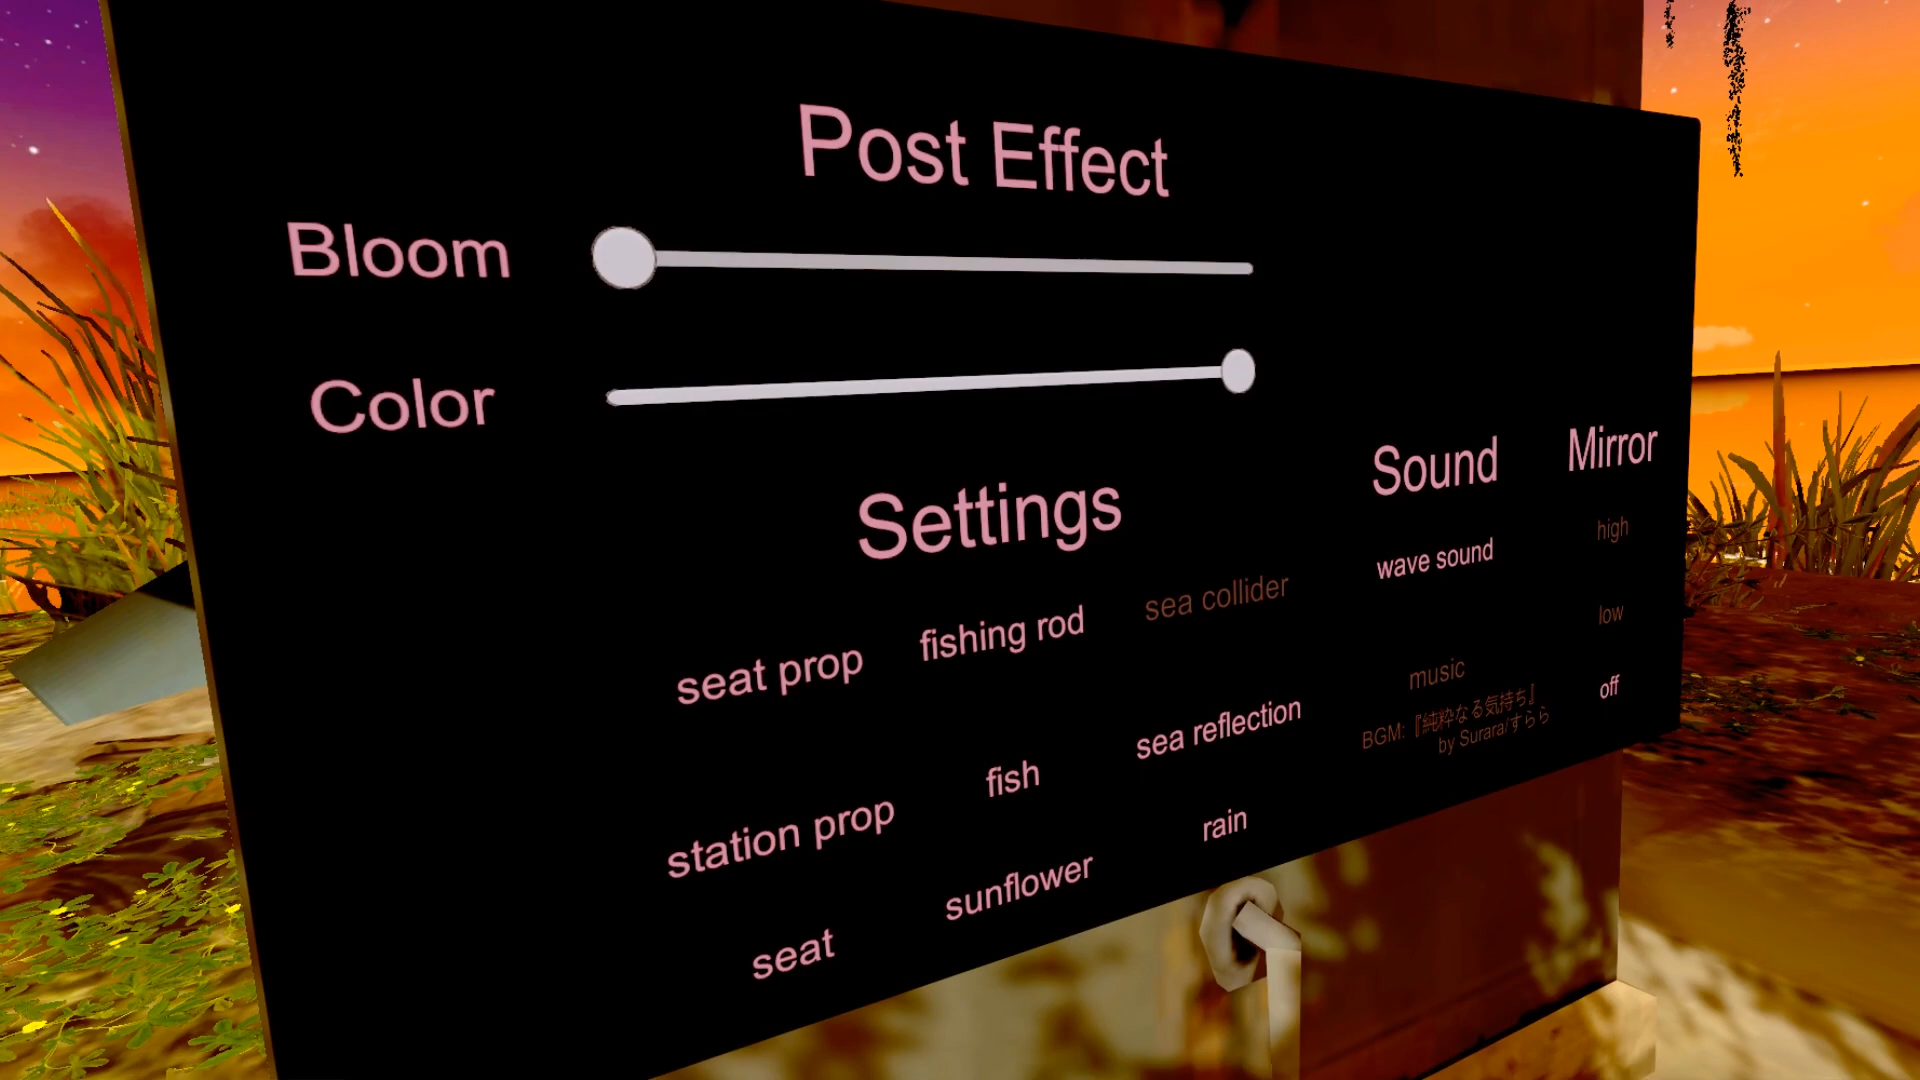 Post Effect
Bloom
Color
Settings
seat prop
fishing rod
sea collider
station prop
fish
sea reflection
seat
sunflower
rain
Sound
wave sound
music
BGM:『純粋なる気持ち』
by Surara/すらら
Mirror
high
low
off